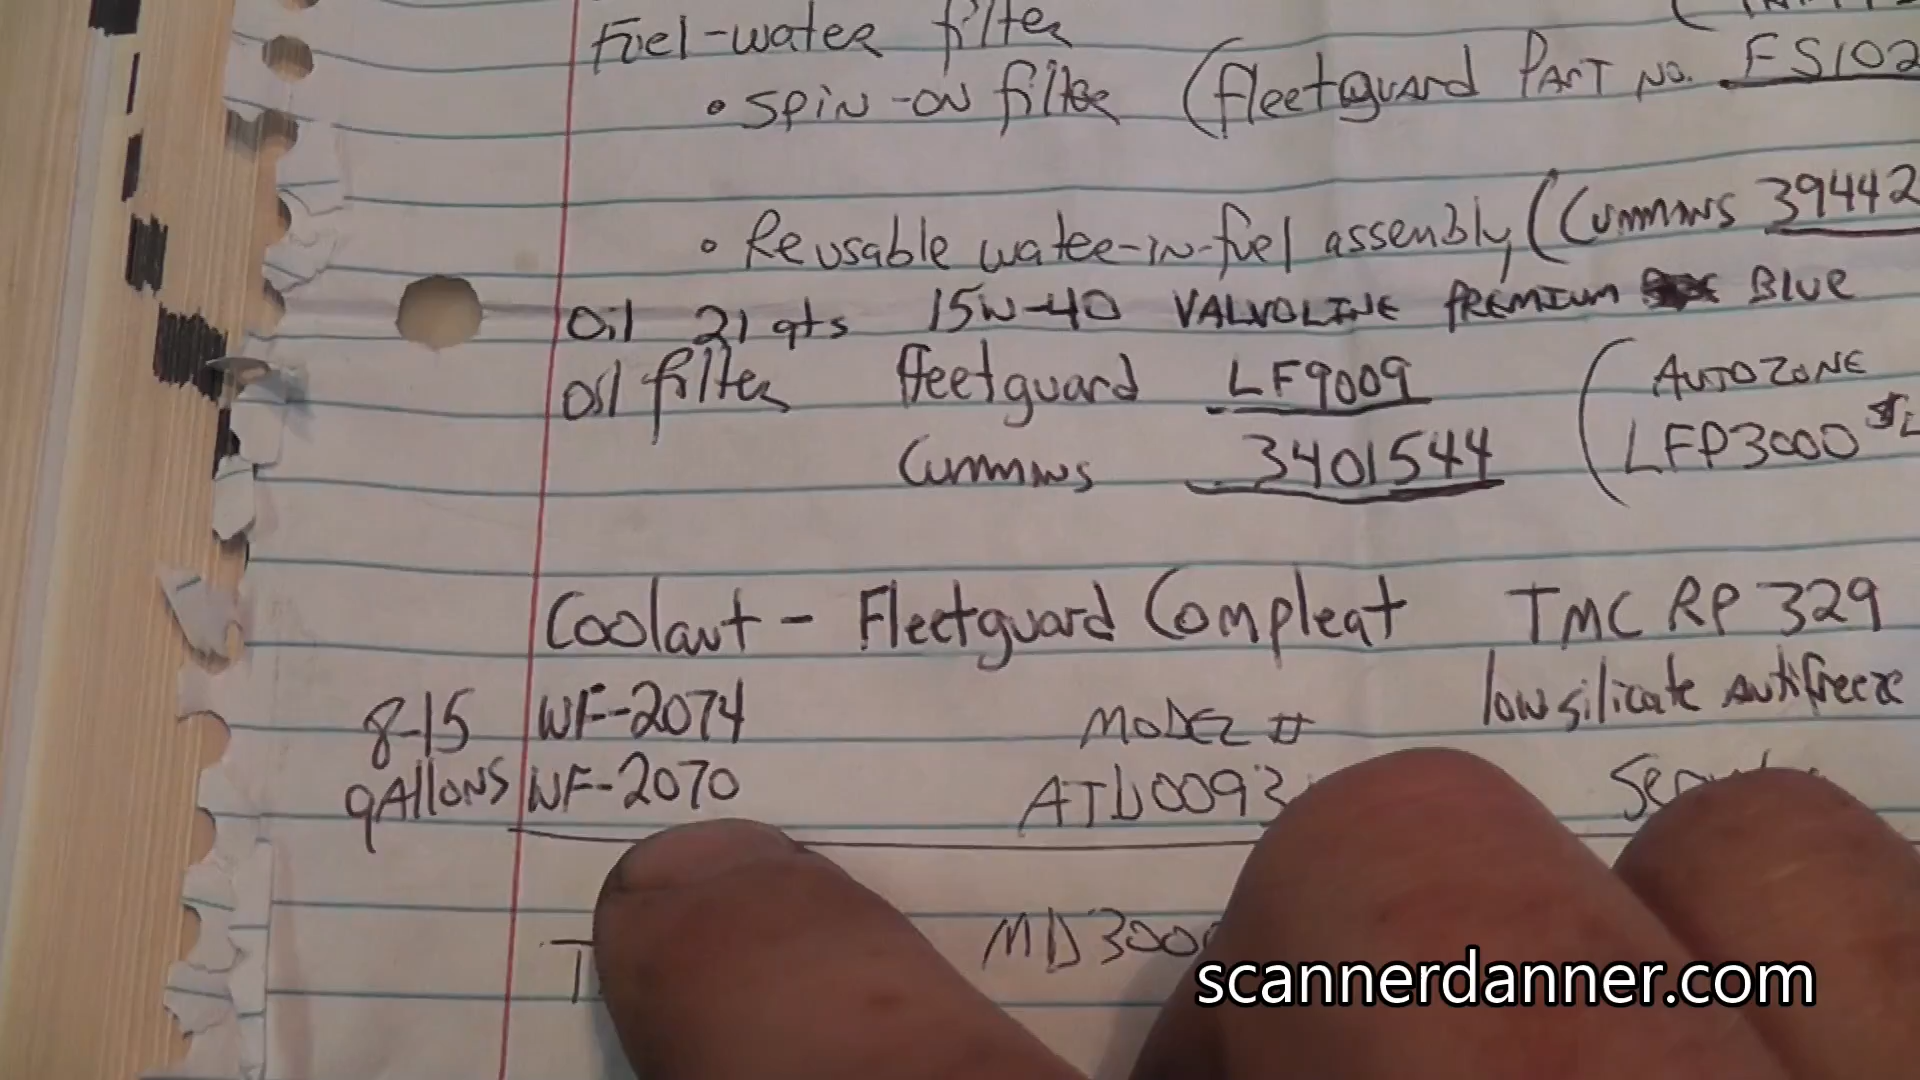 Fuel-water filter
• Spin-on filter (Fleetguard Part No. FS102
• Reusable water-in-fuel assembly (Cummins 39442
Oil 21 qts 15W-40 VALVOLINE PREMIUM Blue
Oil filter fleetguard LF9009 (AUTOZONE
Cummins 3401544 LFP3000
Coolant - Fleetguard Compleat TMC RP 329
8-15 WF-2074 MODEL # low silicate antifreeze
gallons WF-2070
MD3000
scannerdanner.com